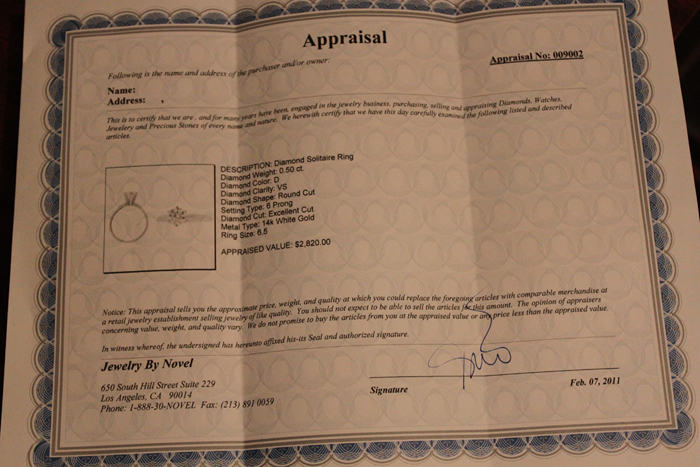 Appraisal
Appraisal No: 009002
Following is the name and address of the purchaser and/or owner:
Name:
Address: ,
This is to certify that we are , and for many years have been, engaged in the jewelry business, purchasing, selling and appraising Diamonds, Watches,
Jewelery and Precious Stones of every name and nature. We herewith certify that we have this day carefully examined the following listed and described
articles.
DESCRIPTION: Diamond Solitaire Ring
Diamond Weight: 0.50 ct.
Diamond Color: D
Diamond Clarity: VS
Diamond Shape: Round Cut
Setting Type: 6 Prong
Diamond Cut: Excellent Cut
Metal Type: 14k White Gold
Ring Size: 6.5
APPRAISED VALUE: $2,820.00
Notice: This appraisal tells you the approximate price, weight, and quality at which you could replace the foregoing articles with comparable merchandise at
a retail jewelry establishment selling jewelry of like quality. You should not expect to be able to sell the articles for this amount. The opinion of appraisers
concerning value, weight, and quality vary. We do not promise to buy the articles from you at the appraised value or any price less than the appraised value.
In witness whereof, the undersigned has hereunto affixed his-its Seal and authorized signature.
Jewelry By Novel
650 South Hill Street Suite 229
Los Angeles, CA 90014
Phone: 1-888-30-NOVEL Fax: (213) 891 0059
Signature
Feb. 07, 2011